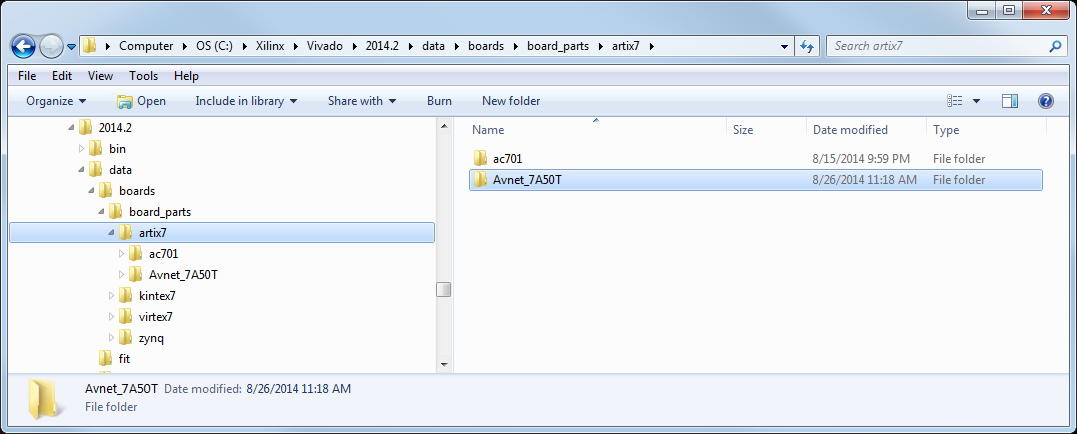 Computer OS (C:) Xilinx Vivado 2014.2 data boards board_parts artix7
Search artix7
File Edit View Tools Help
Organize Open Include in library Share with Burn New folder
2014.2
bin
data
boards
board_parts
artix7
ac701
Avnet_7A50T
kintex7
virtex7
zynq
fit
Name Size Date modified Type
ac701 8/15/2014 9:59 PM File folder
Avnet_7A50T 8/26/2014 11:18 AM File folder
Avnet_7A50T Date modified: 8/26/2014 11:18 AM
File folder